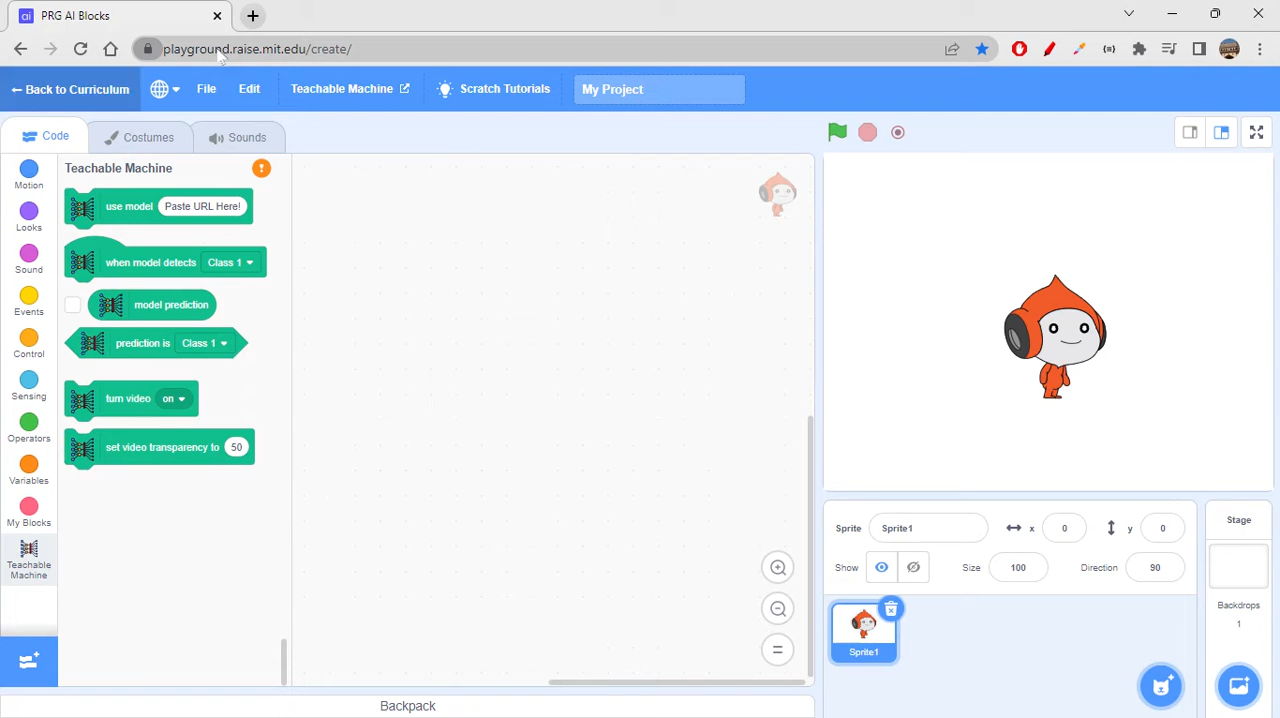 ai PRG AI Blocks
playground.raise.mit.edu/create/
← Back to Curriculum
File
Edit
Teachable Machine
Scratch Tutorials
My Project
Code
Costumes
Sounds
Motion
Looks
Sound
Events
Control
Sensing
Operators
Variables
My Blocks
Teachable
Machine
Teachable Machine
use model Paste URL Here!
when model detects Class 1
model prediction
prediction is Class 1
turn video on
set video transparency to 50
Backpack
Sprite Sprite1 x 0 y 0
Show Size 100 Direction 90
Sprite1
Stage
Backdrops
1